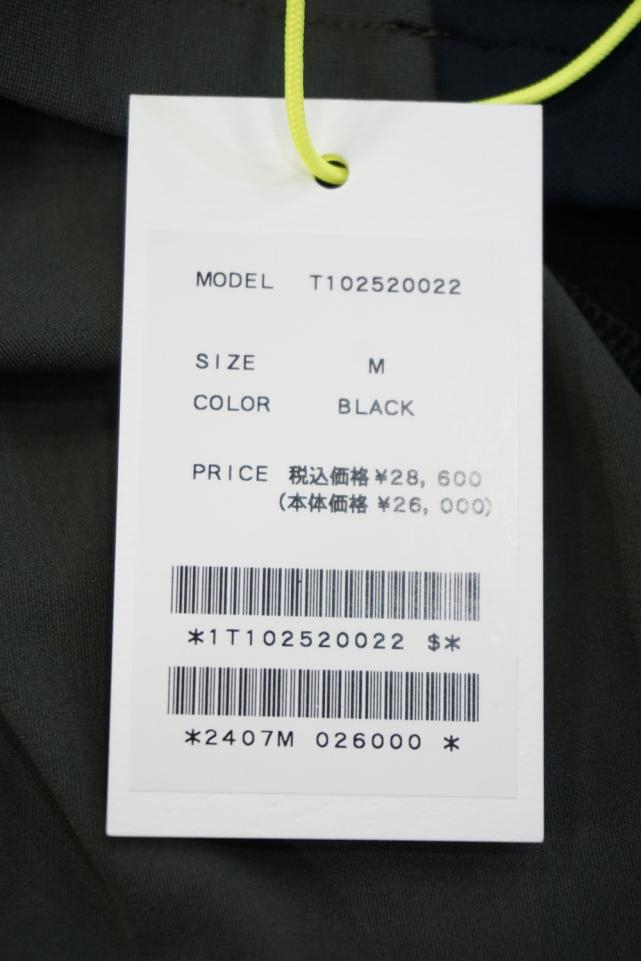 MODEL T102520022
SIZE M
COLOR BLACK
PRICE 税込価格 ¥28, 600
(本体価格 ¥26, 000)
*1T102520022 $*
*2407M 026000 *